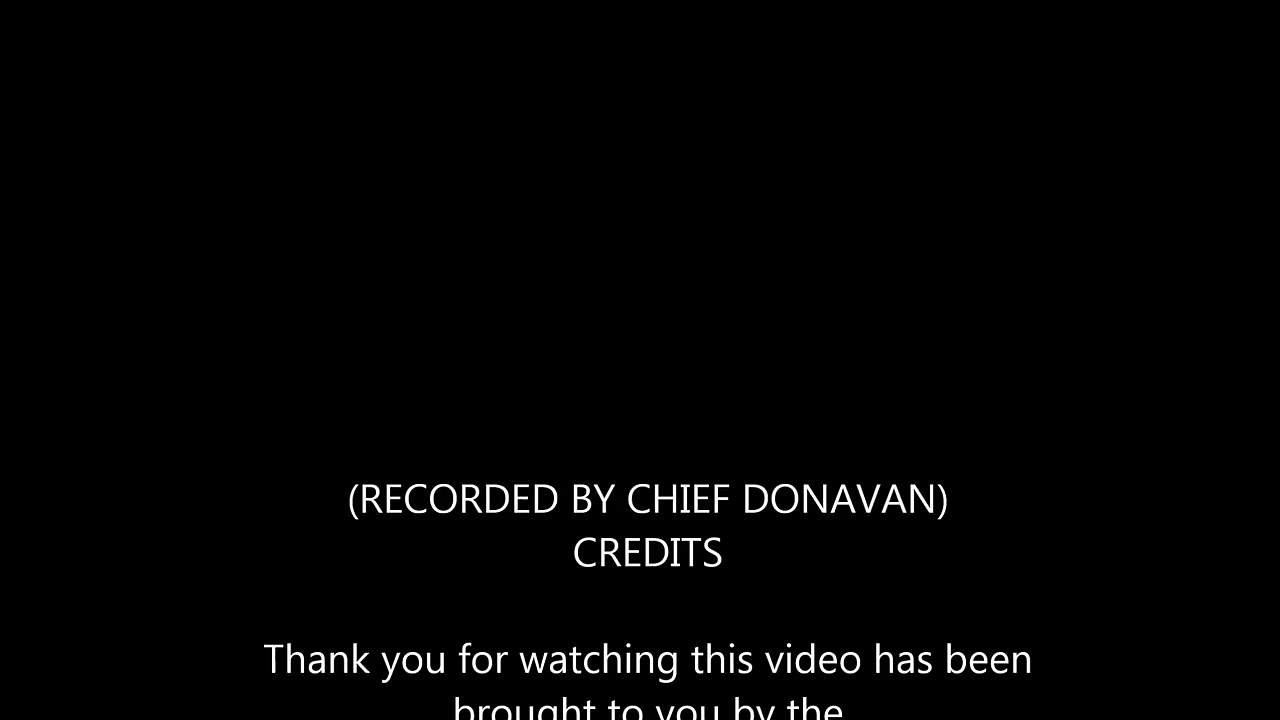 (RECORDED BY CHIEF DONAVAN)
CREDITS
Thank you for watching this video has been
brought to you by the